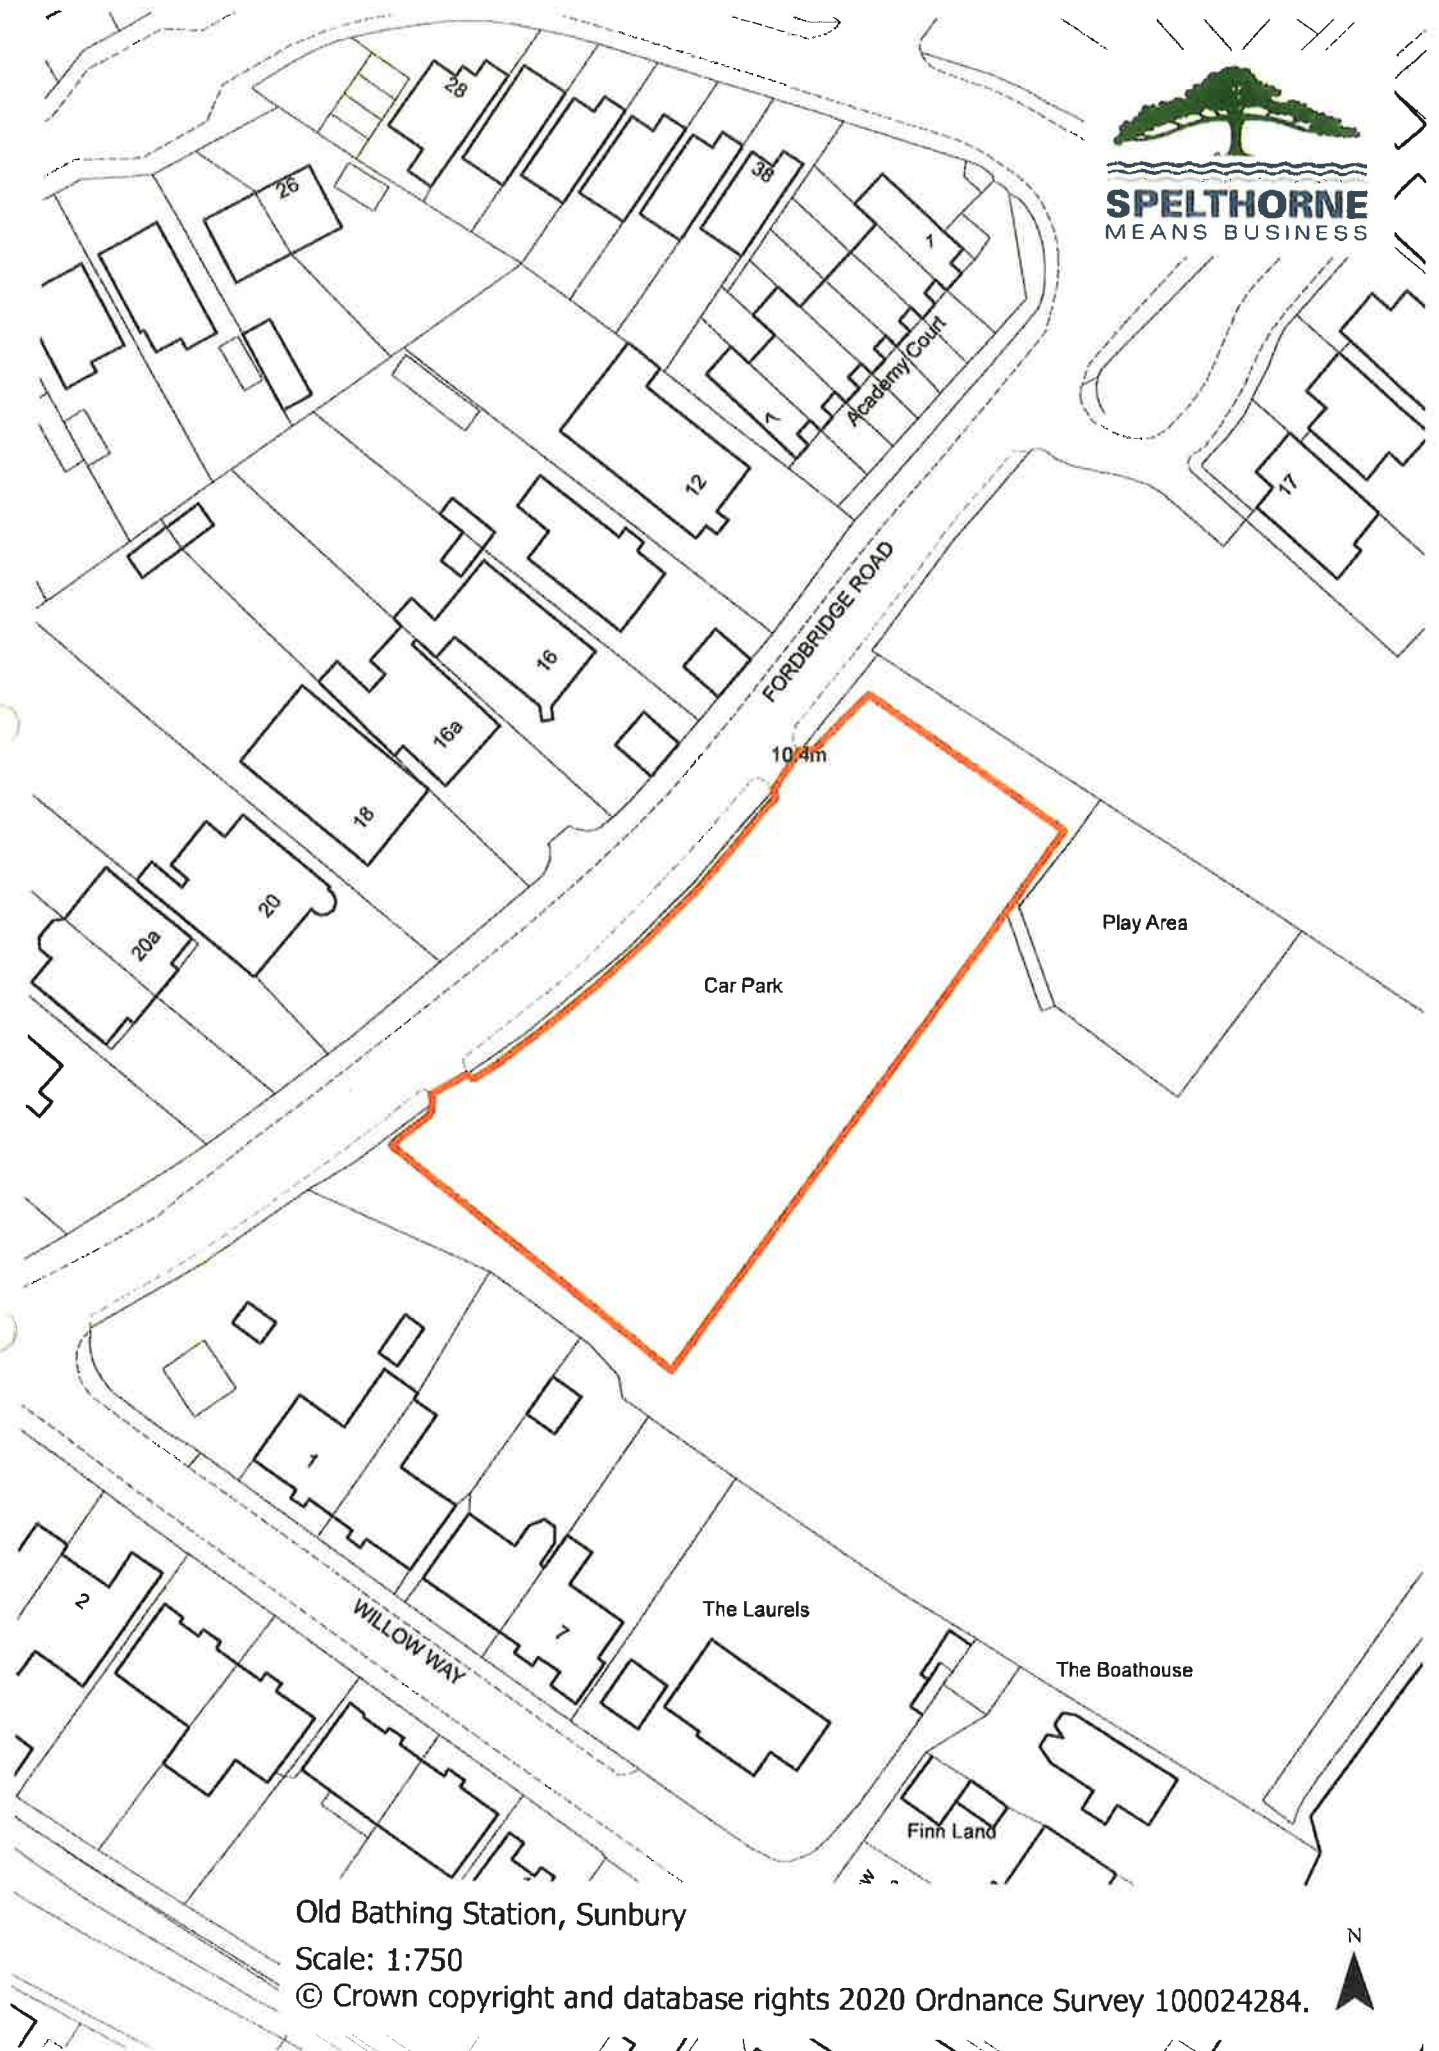 28
SPELTHORNE
MEANS BUSINESS
38
26
1
Academy Court
1
12
17
FORDBRIDGE ROAD
16
16a
10.4m
18
20
20a
Play Area
Car Park
1
2
WILLOW WAY
7
The Laurels
The Boathouse
Finn Land
Old Bathing Station, Sunbury
Scale: 1:750
© Crown copyright and database rights 2020 Ordnance Survey 100024284.
N